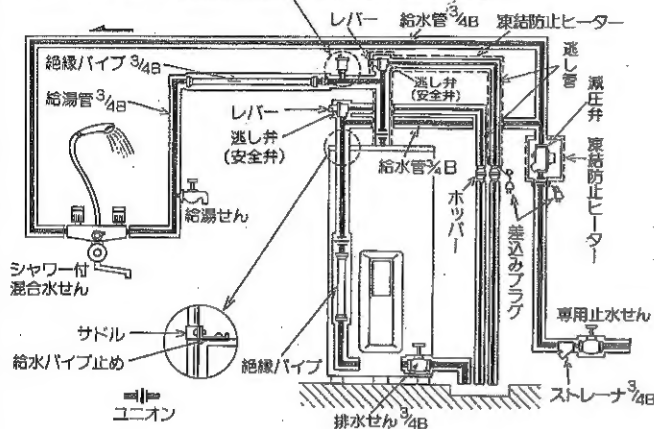 レバー
給水管¾B
凍結防止ヒーター
絶縁パイプ¾B
給湯管¾B
逃し弁
(安全弁)
逃し管
減圧弁
レバー
逃し弁
(安全弁)
給水管¾B
凍結防止ヒーター
ホッパー
差込みプラグ
給湯せん
シャワー付
混合水せん
サドル
給水パイプ止め
絶縁パイプ
専用止水せん
ストレーナ¾B
ユニオン
排水せん¾B